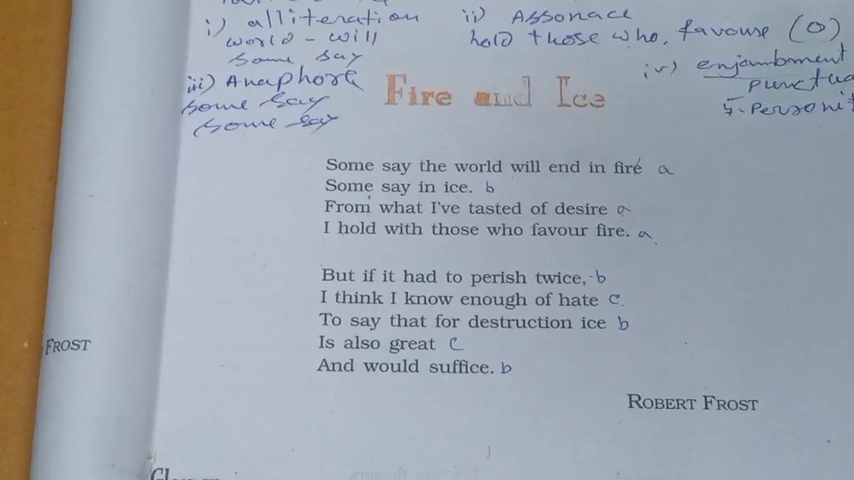 i) alliteration
world - will
some say
ii) Assonace
hold those who, favouse (0)
iii) Anaphora
some say
some say
iv) enjambment
5. Personi
Fire and Ice
Some say the world will end in fire a
Some say in ice. b
From what I've tasted of desire a
I hold with those who favour fire. a
But if it had to perish twice, b
I think I know enough of hate c
To say that for destruction ice b
Is also great c
And would suffice. b
ROBERT FROST
FROST